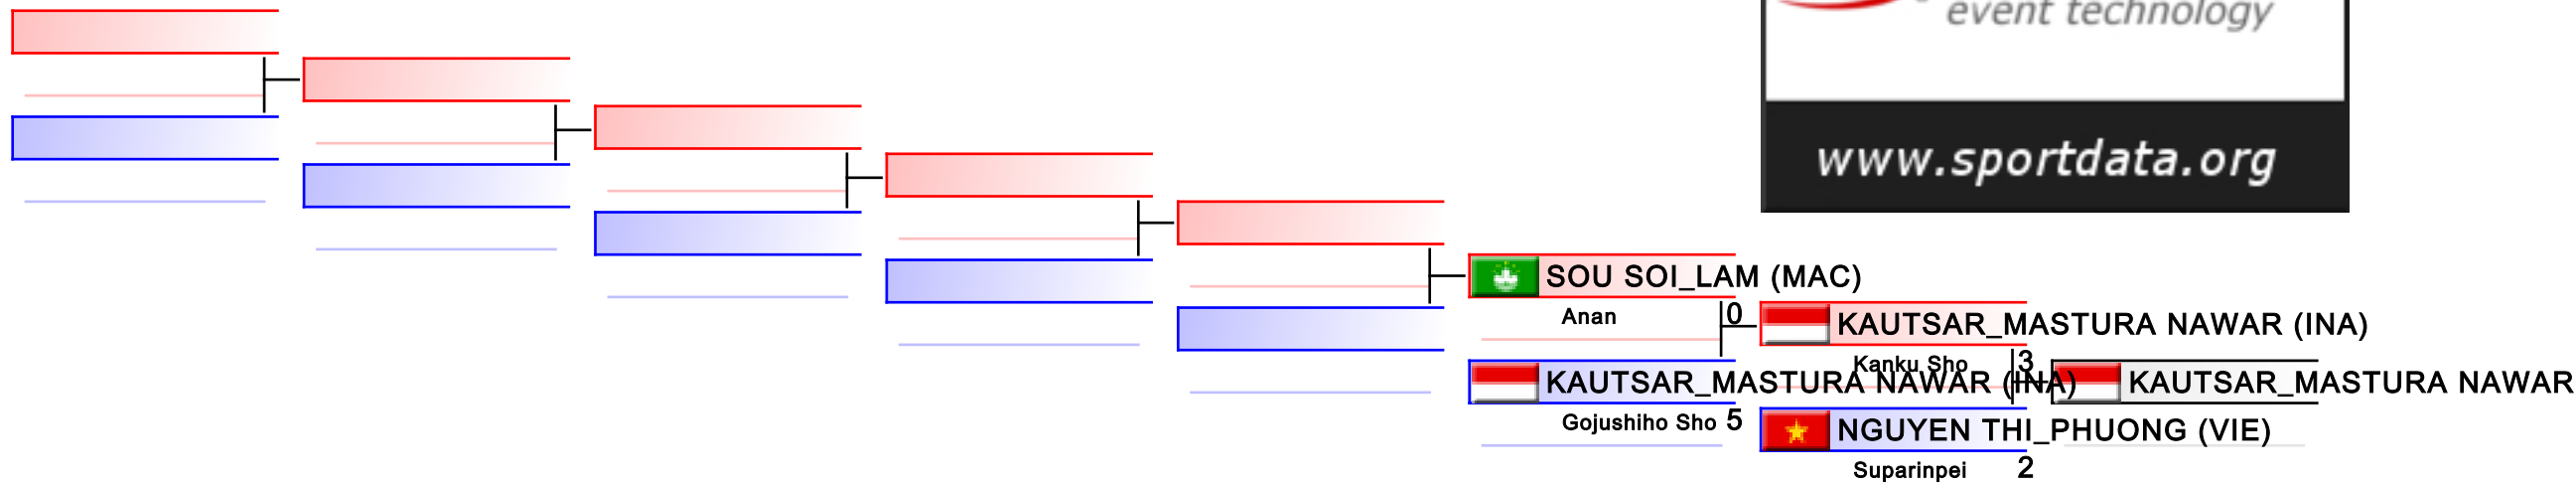 event technology
www.sportdata.org
SOU SOI_LAM (MAC)
Anan 0
KAUTSAR_MASTURA NAWAR (INA)
Kanku Sho 3
KAUTSAR_MASTURA NAWAR (INA)
KAUTSAR_MASTURA NAWAR
Gojushiho Sho 5
NGUYEN THI_PHUONG (VIE)
Suparinpei 2